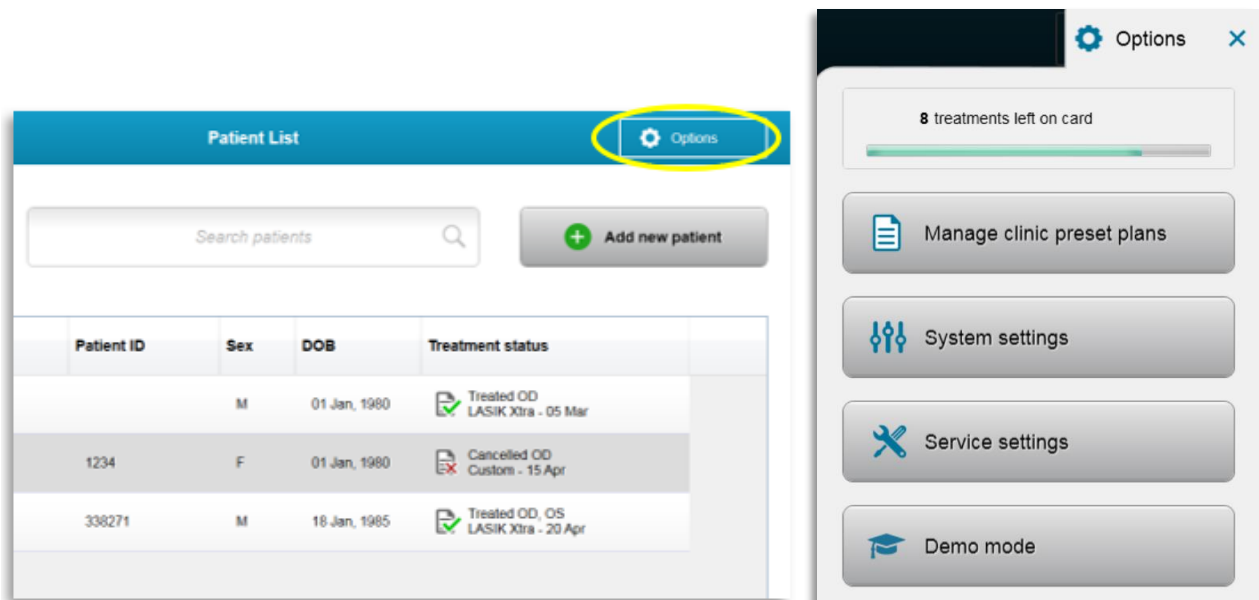 Patient List
Options
Search patients
Add new patient
Patient ID Sex DOB Treatment status
M 01 Jan, 1980 Treated OD
LASIK Xtra - 05 Mar
1234 F 01 Jan, 1980 Cancelled OD
Custom - 15 Apr
338271 M 18 Jan, 1985 Treated OD, OS
LASIK Xtra - 20 Apr
Options
8 treatments left on card
Manage clinic preset plans
System settings
Service settings
Demo mode